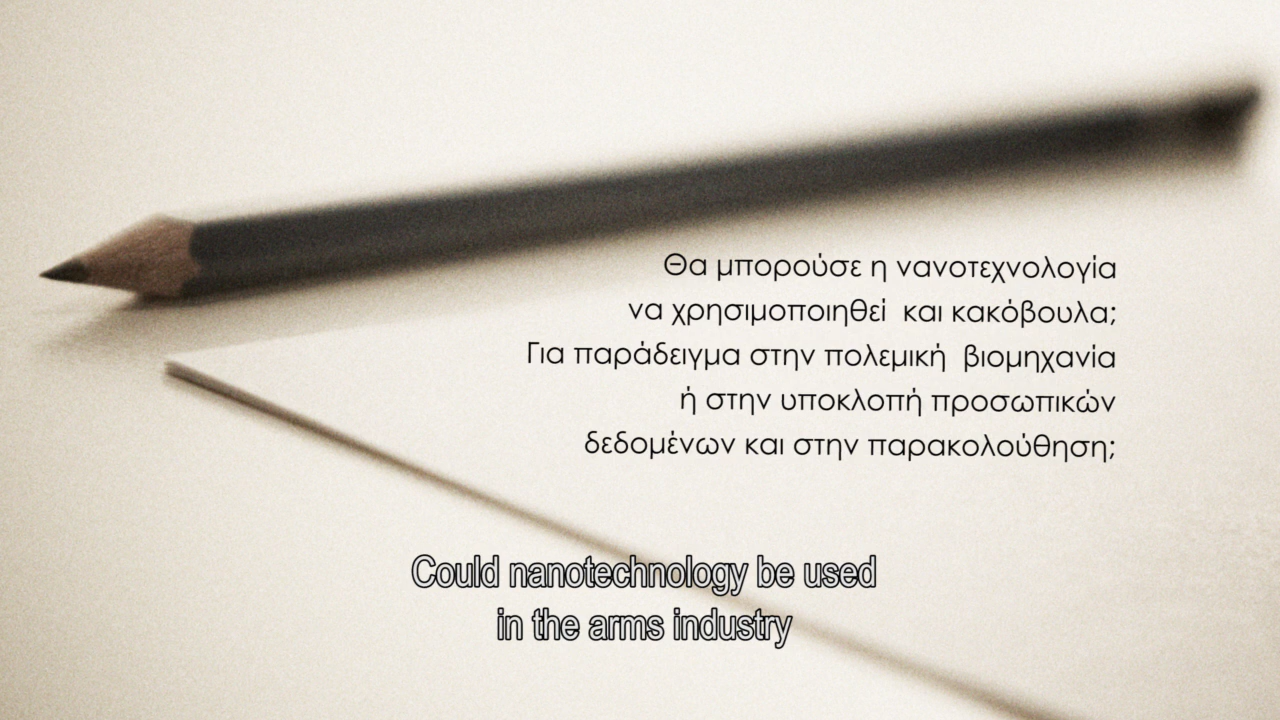 Θα μπορούσε η νανοτεχνολογία
να χρησιμοποιηθεί  και κακόβουλα;
Για παράδειγμα στην πολεμική  βιομηχανία
ή στην υποκλοπή προσωπικών
δεδομένων και στην παρακολούθηση;
Could nanotechnology be used
in the arms industry